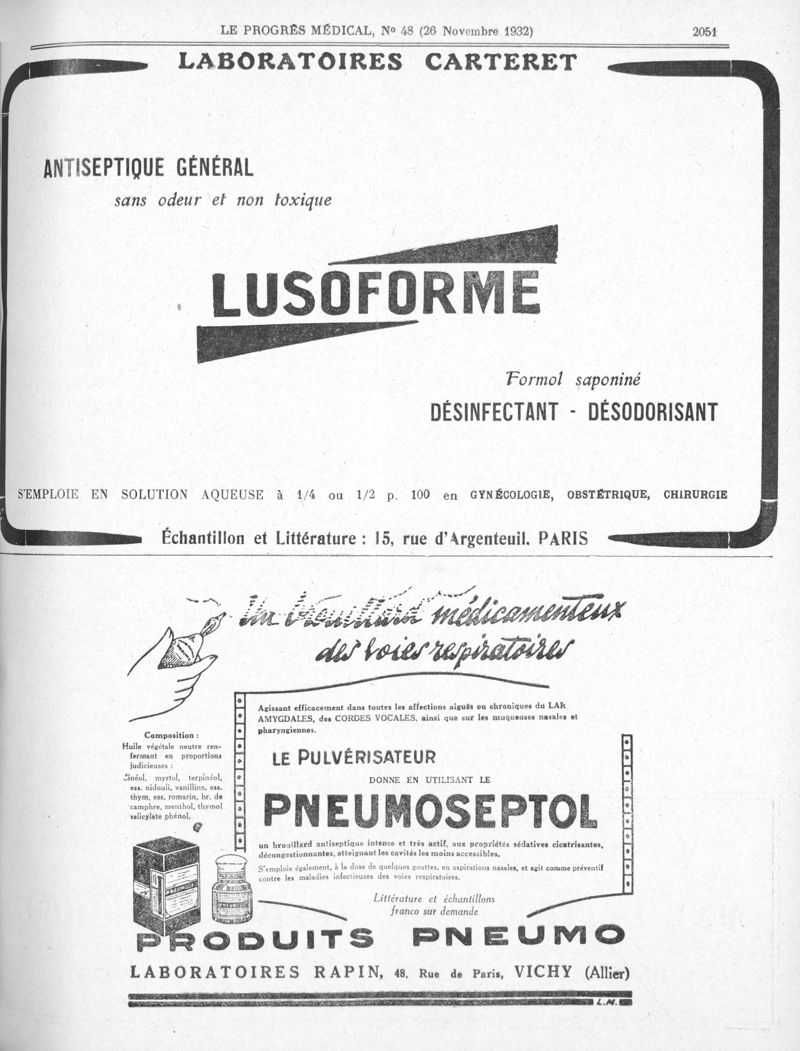 LE PROGRÈS MÉDICAL, No 48 (26 Novembre 1932) 2051
LABORATOIRES CARTERET
ANTISEPTIQUE GÉNÉRAL
sans odeur et non toxique
LUSOFORME
Formol saponiné
DÉSINFECTANT - DÉSODORISANT
S'EMPLOIE EN SOLUTION AQUEUSE à 1/4 ou 1/2 p. 100 en GYNÉCOLOGIE, OBSTÉTRIQUE, CHIRURGIE
Échantillon et Littérature : 15, rue d'Argenteuil. PARIS
Un brouillard médicamenteux
des voies respiratoires
Agissant efficacement dans toutes les affections aiguës ou chroniques du LAR
AMYGDALES, des CORDES VOCALES, ainsi que sur les muqueuses nasales et
pharyngiennes.
Composition :
Huile végétale neutre ren-
fermant en proportions
judicieuses :
myrtol, terpinéol,
ess. nidouli, vanilline, ess.
thym, ess. romarin, br. de
camphre, menthol, thymol
salicylate phénol.
LE PULVÉRISATEUR
DONNE EN UTILISANT LE
PNEUMOSEPTOL
un brouillard antiseptique intense et très actif, aux propriétés sédatives cicatrisantes,
décongestionnantes, atteignant les cavités les moins accessibles,
S'emploie également, à la dose de quelques gouttes, en aspirations nasales, et agit comme préventif
contre les maladies infectieuses des voies respiratoires.
Littérature et échantillons
franco sur demande
PRODUITS PNEUMO
LABORATOIRES RAPIN, 48, Rue de Paris, VICHY (Allier)
L.M.